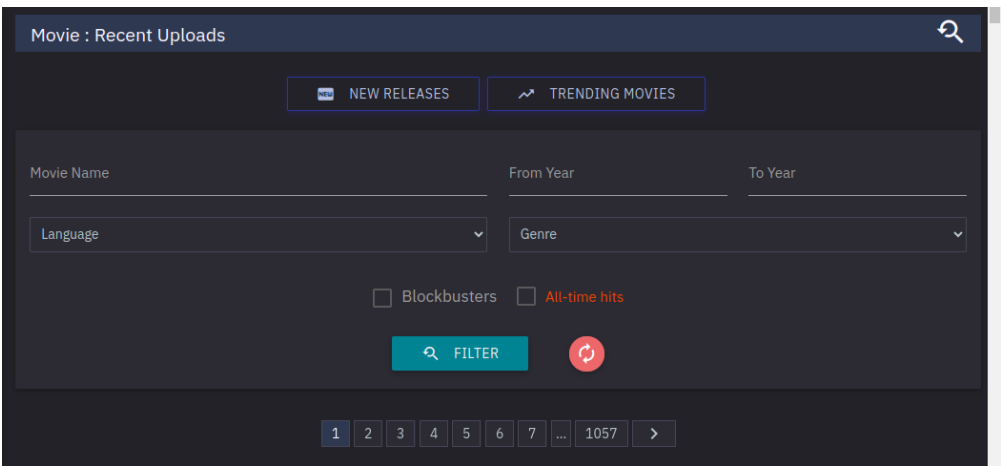 Movie : Recent Uploads
NEW NEW RELEASES TRENDING MOVIES
Movie Name From Year To Year
Language Genre
Blockbusters All-time hits
FILTER
1 2 3 4 5 6 7 ... 1057 >